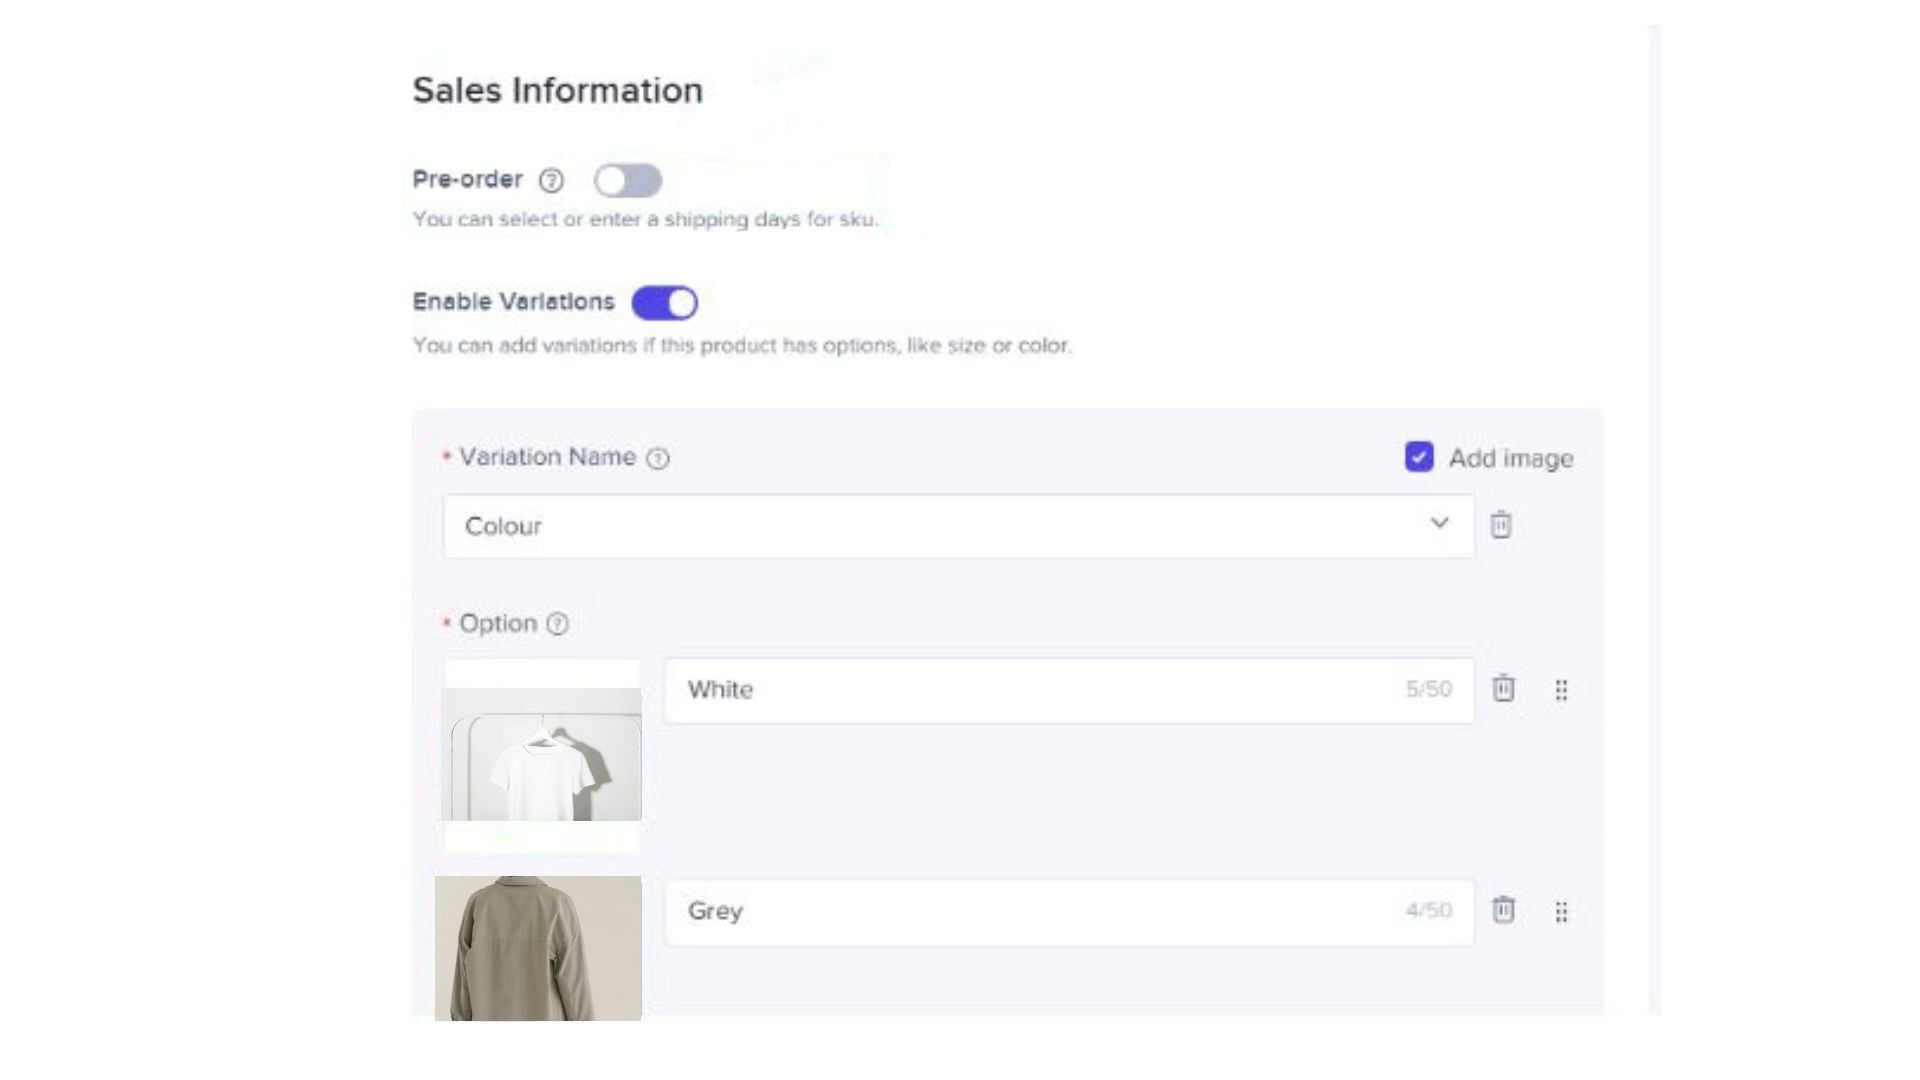 Sales Information
Pre-order
You can select or enter a shipping days for sku.
Enable Variations
You can add variations if this product has options, like size or color.
* Variation Name
Add image
Colour
* Option
White
5/50
Grey
4/50